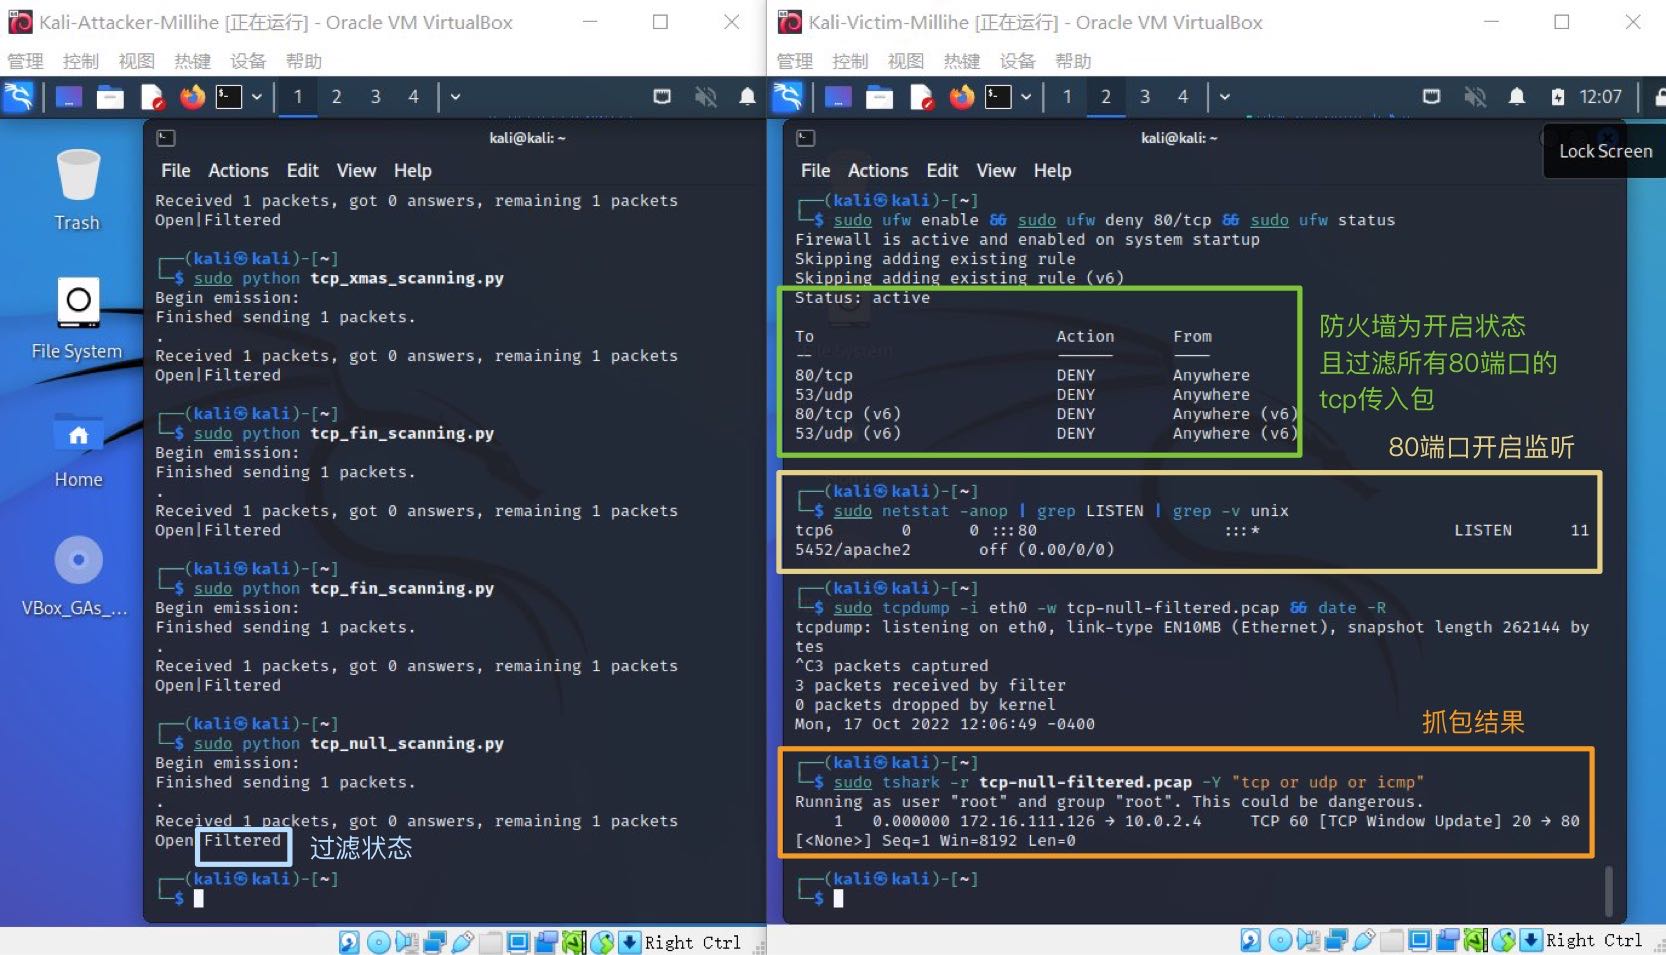 Kali-Attacker-Millihe [正在运行] - Oracle VM VirtualBox
管理 控制 视图 热键 设备 帮助
1 2 3 4
Trash
File System
Home
VBox_GAs_...
kali@kali: ~
File Actions Edit View Help
Received 1 packets, got 0 answers, remaining 1 packets
Open|Filtered
┌──(kali㉿kali)-[~]
└─$ sudo python tcp_xmas_scanning.py
Begin emission:
Finished sending 1 packets.
.
Received 1 packets, got 0 answers, remaining 1 packets
Open|Filtered
┌──(kali㉿kali)-[~]
└─$ sudo python tcp_fin_scanning.py
Begin emission:
Finished sending 1 packets.
.
Received 1 packets, got 0 answers, remaining 1 packets
Open|Filtered
┌──(kali㉿kali)-[~]
└─$ sudo python tcp_fin_scanning.py
Begin emission:
Finished sending 1 packets.
.
Received 1 packets, got 0 answers, remaining 1 packets
Open|Filtered
┌──(kali㉿kali)-[~]
└─$ sudo python tcp_null_scanning.py
Begin emission:
Finished sending 1 packets.
.
Received 1 packets, got 0 answers, remaining 1 packets
Open Filtered 过滤状态
┌──(kali㉿kali)-[~]
└─$
Right Ctrl
Kali-Victim-Millihe [正在运行] - Oracle VM VirtualBox
管理 控制 视图 热键 设备 帮助
1 2 3 4 12:07
kali@kali: ~
Lock Screen
File Actions Edit View Help
┌──(kali㉿kali)-[~]
└─$ sudo ufw enable && sudo ufw deny 80/tcp && sudo ufw status
Firewall is active and enabled on system startup
Skipping adding existing rule
Skipping adding existing rule (v6)
Status: active
To Action From
-- ------ ----
80/tcp DENY Anywhere
53/udp DENY Anywhere
80/tcp (v6) DENY Anywhere (v6)
53/udp (v6) DENY Anywhere (v6)
防火墙为开启状态
且过滤所有80端口的
tcp传入包
80端口开启监听
┌──(kali㉿kali)-[~]
└─$ sudo netstat -anop | grep LISTEN | grep -v unix
tcp6 0 0 :::80 :::* LISTEN 11
5452/apache2 off (0.00/0/0)
┌──(kali㉿kali)-[~]
└─$ sudo tcpdump -i eth0 -w tcp-null-filtered.pcap && date -R
tcpdump: listening on eth0, link-type EN10MB (Ethernet), snapshot length 262144 by
tes
^C3 packets captured
3 packets received by filter
0 packets dropped by kernel
Mon, 17 Oct 2022 12:06:49 -0400
抓包结果
┌──(kali㉿kali)-[~]
└─$ sudo tshark -r tcp-null-filtered.pcap -Y "tcp or udp or icmp"
Running as user "root" and group "root". This could be dangerous.
1 0.000000 172.16.111.126 → 10.0.2.4 TCP 60 [TCP Window Update] 20 → 80
[<None>] Seq=1 Win=8192 Len=0
┌──(kali㉿kali)-[~]
└─$
Right Ctrl